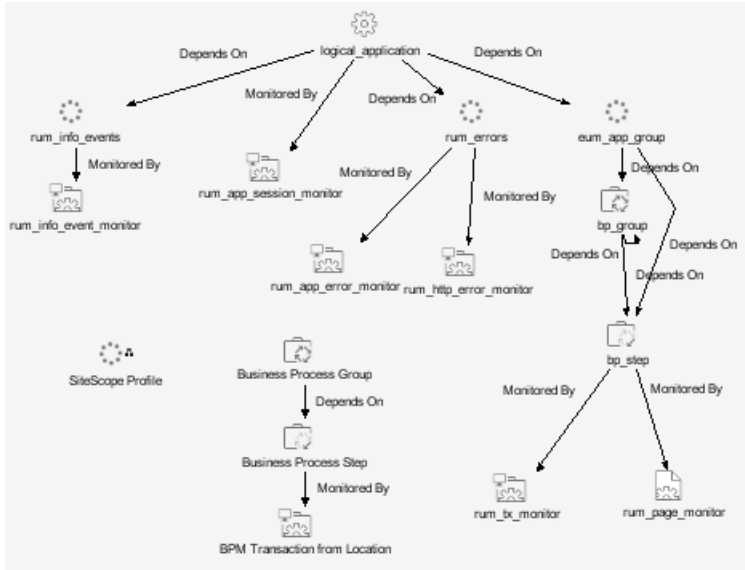 logical_application
Depends On
Depends On
Monitored By
Depends On
rum_info_events
rum_errors
eum_app_group
Monitored By
Monitored By
Depends On
rum_app_session_monitor
Monitored By
rum_info_event_monitor
bp_group
Depends On
Depends On
Depends On
rum_app_error_monitor
rum_http_error_monitor
bp_step
SiteScope Profile
Business Process Group
Monitored By
Monitored By
Depends On
Business Process Step
Monitored By
rum_tx_monitor
rum_page_monitor
BPM Transaction from Location